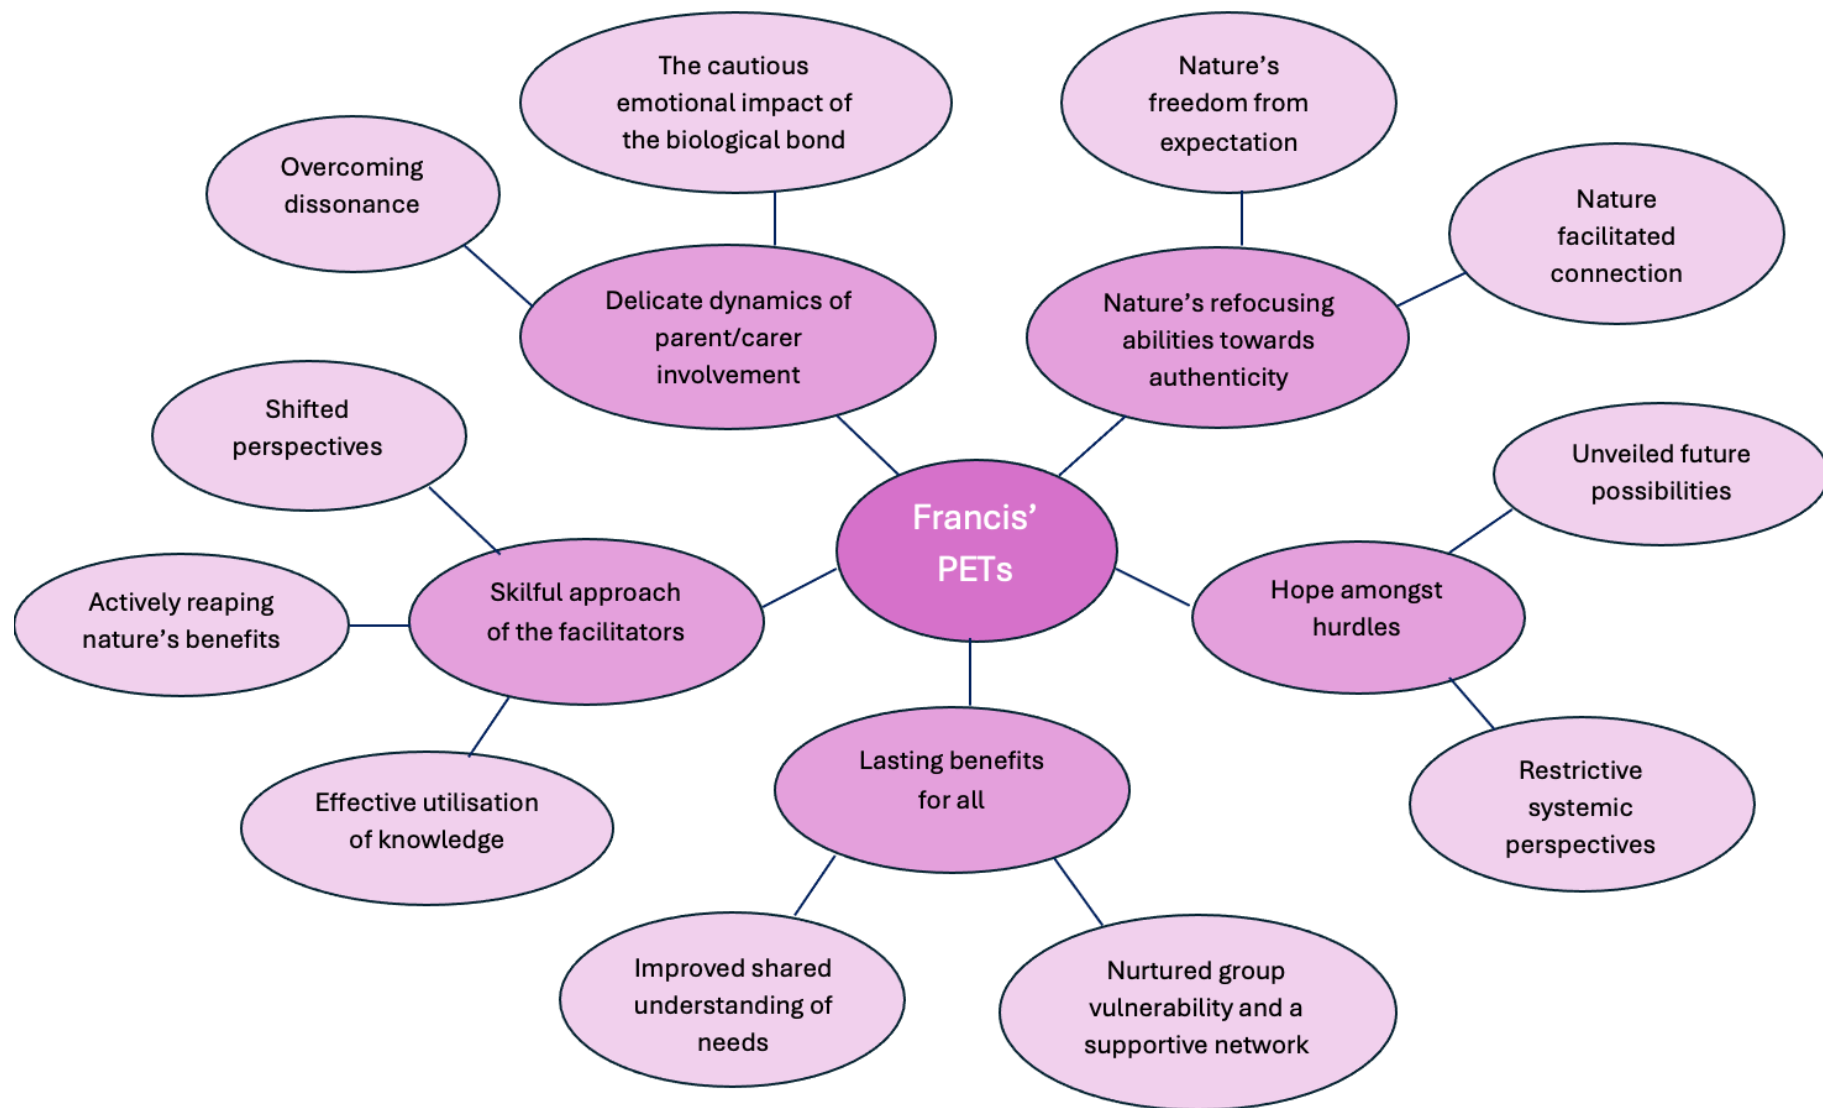 The cautious
emotional impact of
the biological bond
Nature’s
freedom from
expectation
Overcoming
dissonance
Nature
facilitated
connection
Delicate dynamics of
parent/carer
involvement
Nature’s refocusing
abilities towards
authenticity
Shifted
perspectives
Unveiled future
possibilities
Francis’
PETs
Actively reaping
nature’s benefits
Skilful approach
of the facilitators
Hope amongst
hurdles
Effective utilisation
of knowledge
Lasting benefits
for all
Restrictive
systemic
perspectives
Improved shared
understanding of
needs
Nurtured group
vulnerability and a
supportive network